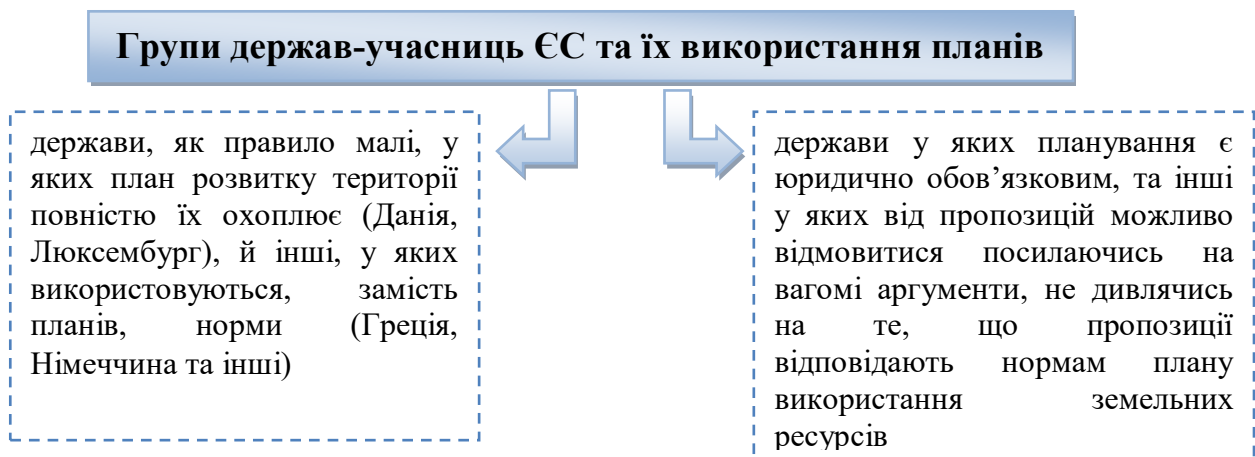 Групи держав-учасниць ЄС та їх використання планів
держави, як правило малі, у
яких план розвитку території
повністю їх охоплює (Данія,
Люксембург), й інші, у яких
використовуються, замість
планів, норми (Греція,
Німеччина та інші)
держави у яких планування є
юридично обов’язковим, та інші
у яких від пропозицій можливо
відмовитися посилаючись на
вагомі аргументи, не дивлячись
на те, що пропозиції
відповідають нормам плану
використання земельних
ресурсів